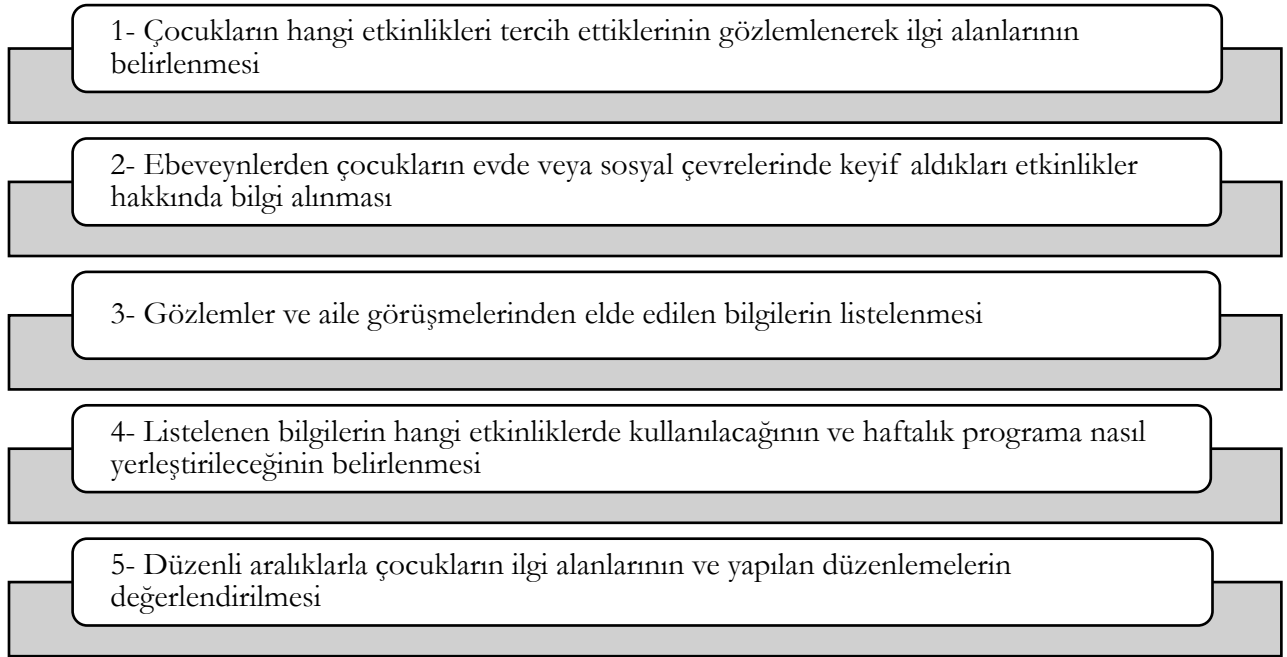 1- Çocukların hangi etkinlikleri tercih ettiklerinin gözlemlenerek ilgi alanlarının
belirlenmesi
2- Ebeveynlerden çocukların evde veya sosyal çevrelerinde keyif aldıkları etkinlikler
hakkında bilgi alınması
3- Gözlemler ve aile görüşmelerinden elde edilen bilgilerin listelenmesi
4- Listelenen bilgilerin hangi etkinliklerde kullanılacağının ve haftalık programa nasıl
yerleştirileceğinin belirlenmesi
5- Düzenli aralıklarla çocukların ilgi alanlarının ve yapılan düzenlemelerin
değerlendirilmesi